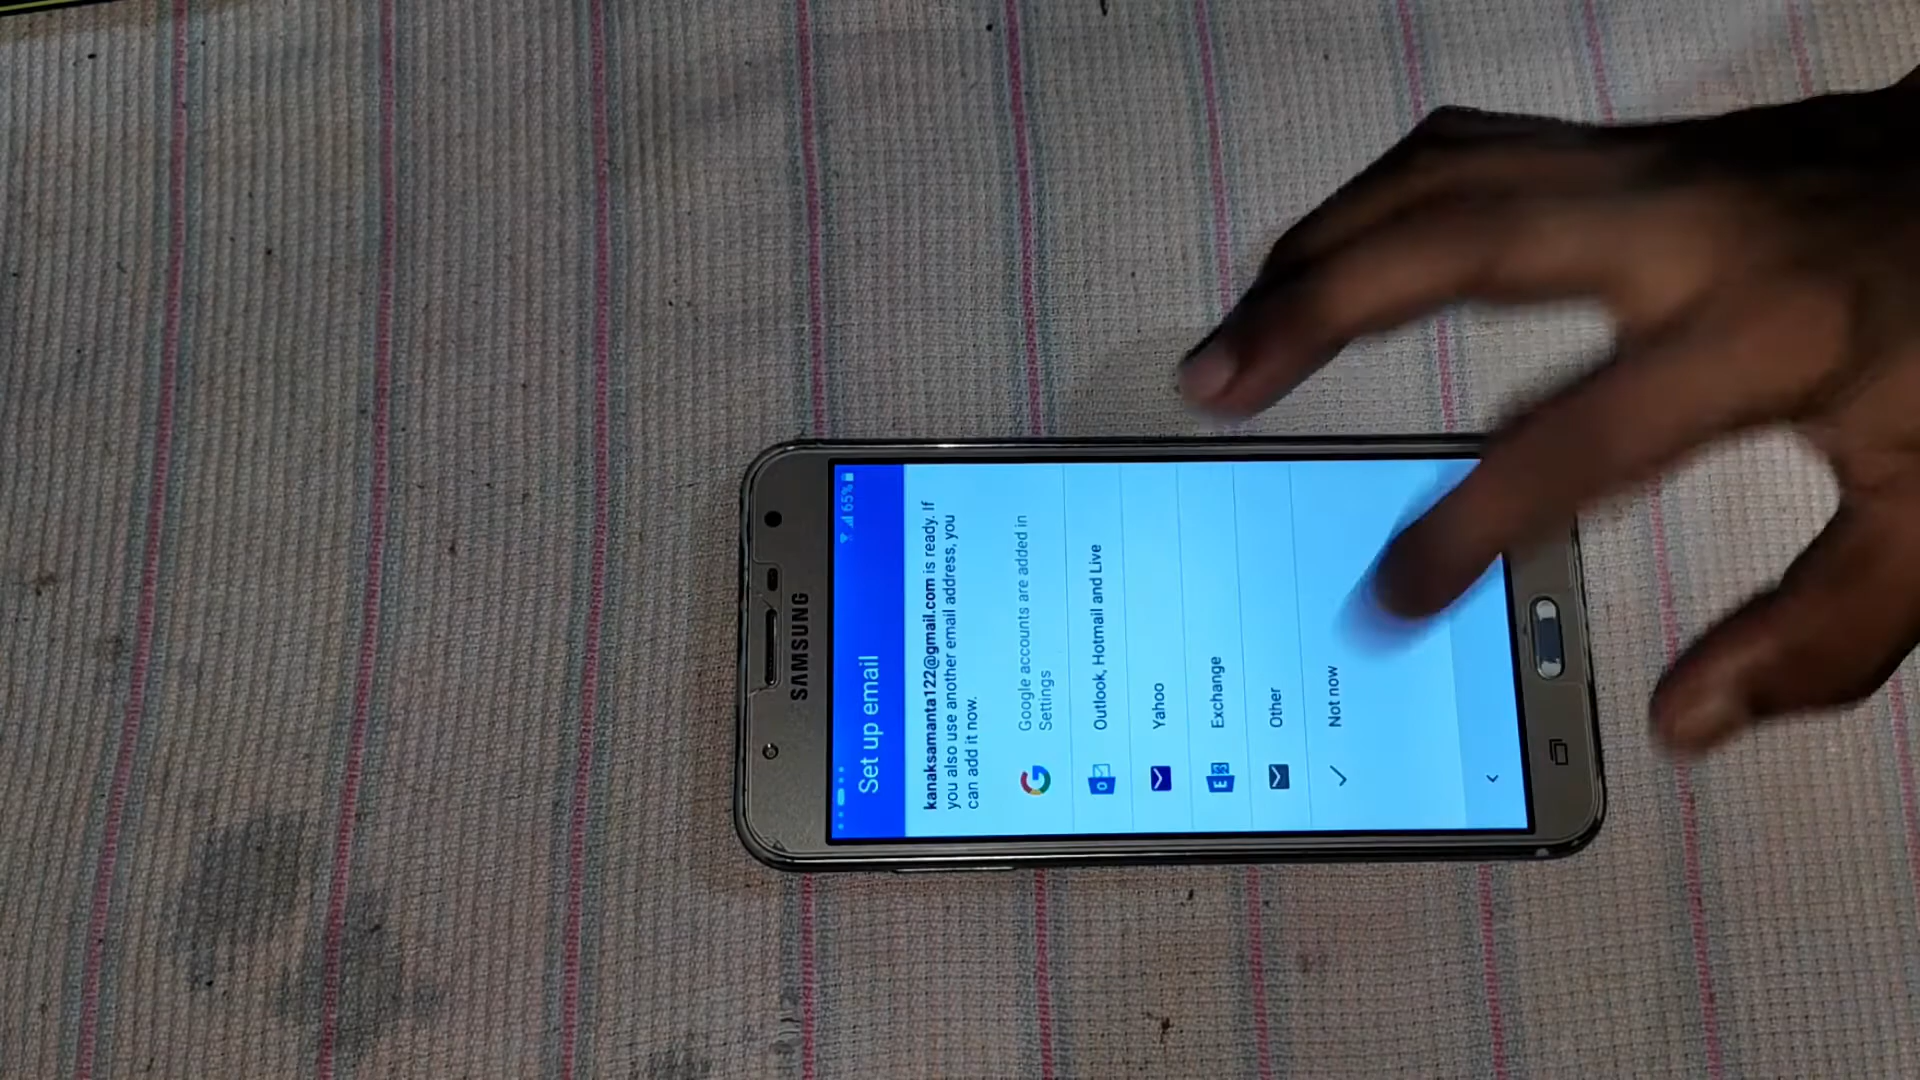 SAMSUNG
65%
Set up email
kanaksamanta122@gmail.com is ready. If
you also use another email address, you
can add it now.
Google accounts are added in
Settings
Outlook, Hotmail and Live
Yahoo
Exchange
Other
Not now